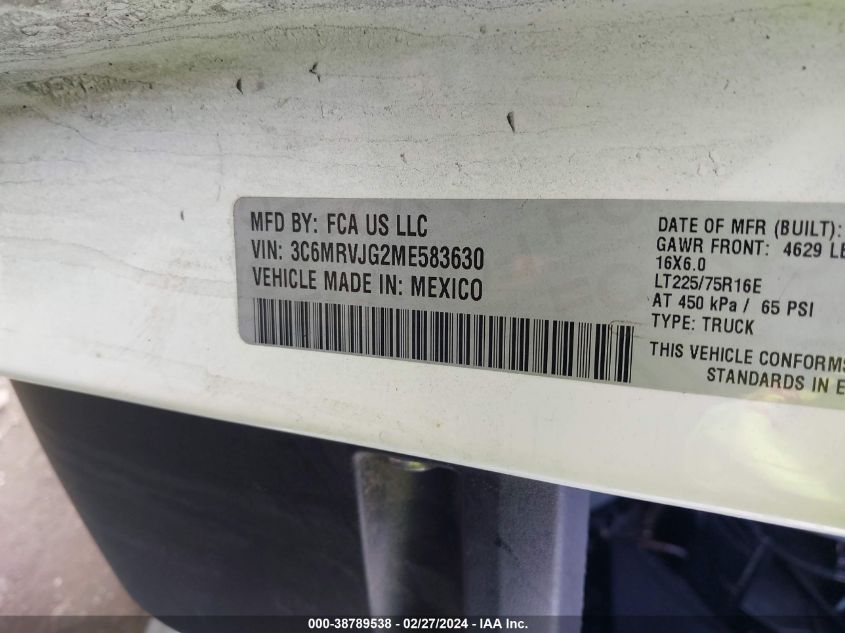 MFD BY: FCA US LLC
VIN: 3C6MRVJG2ME583630
VEHICLE MADE IN: MEXICO
DATE OF MFR (BUILT):
GAWR FRONT: 4629 LB
16X6.0
LT225/75R16E
AT 450 kPa / 65 PSI
TYPE: TRUCK
THIS VEHICLE CONFORMS
STANDARDS IN E
000-38789538 - 02/27/2024 - IAA Inc.